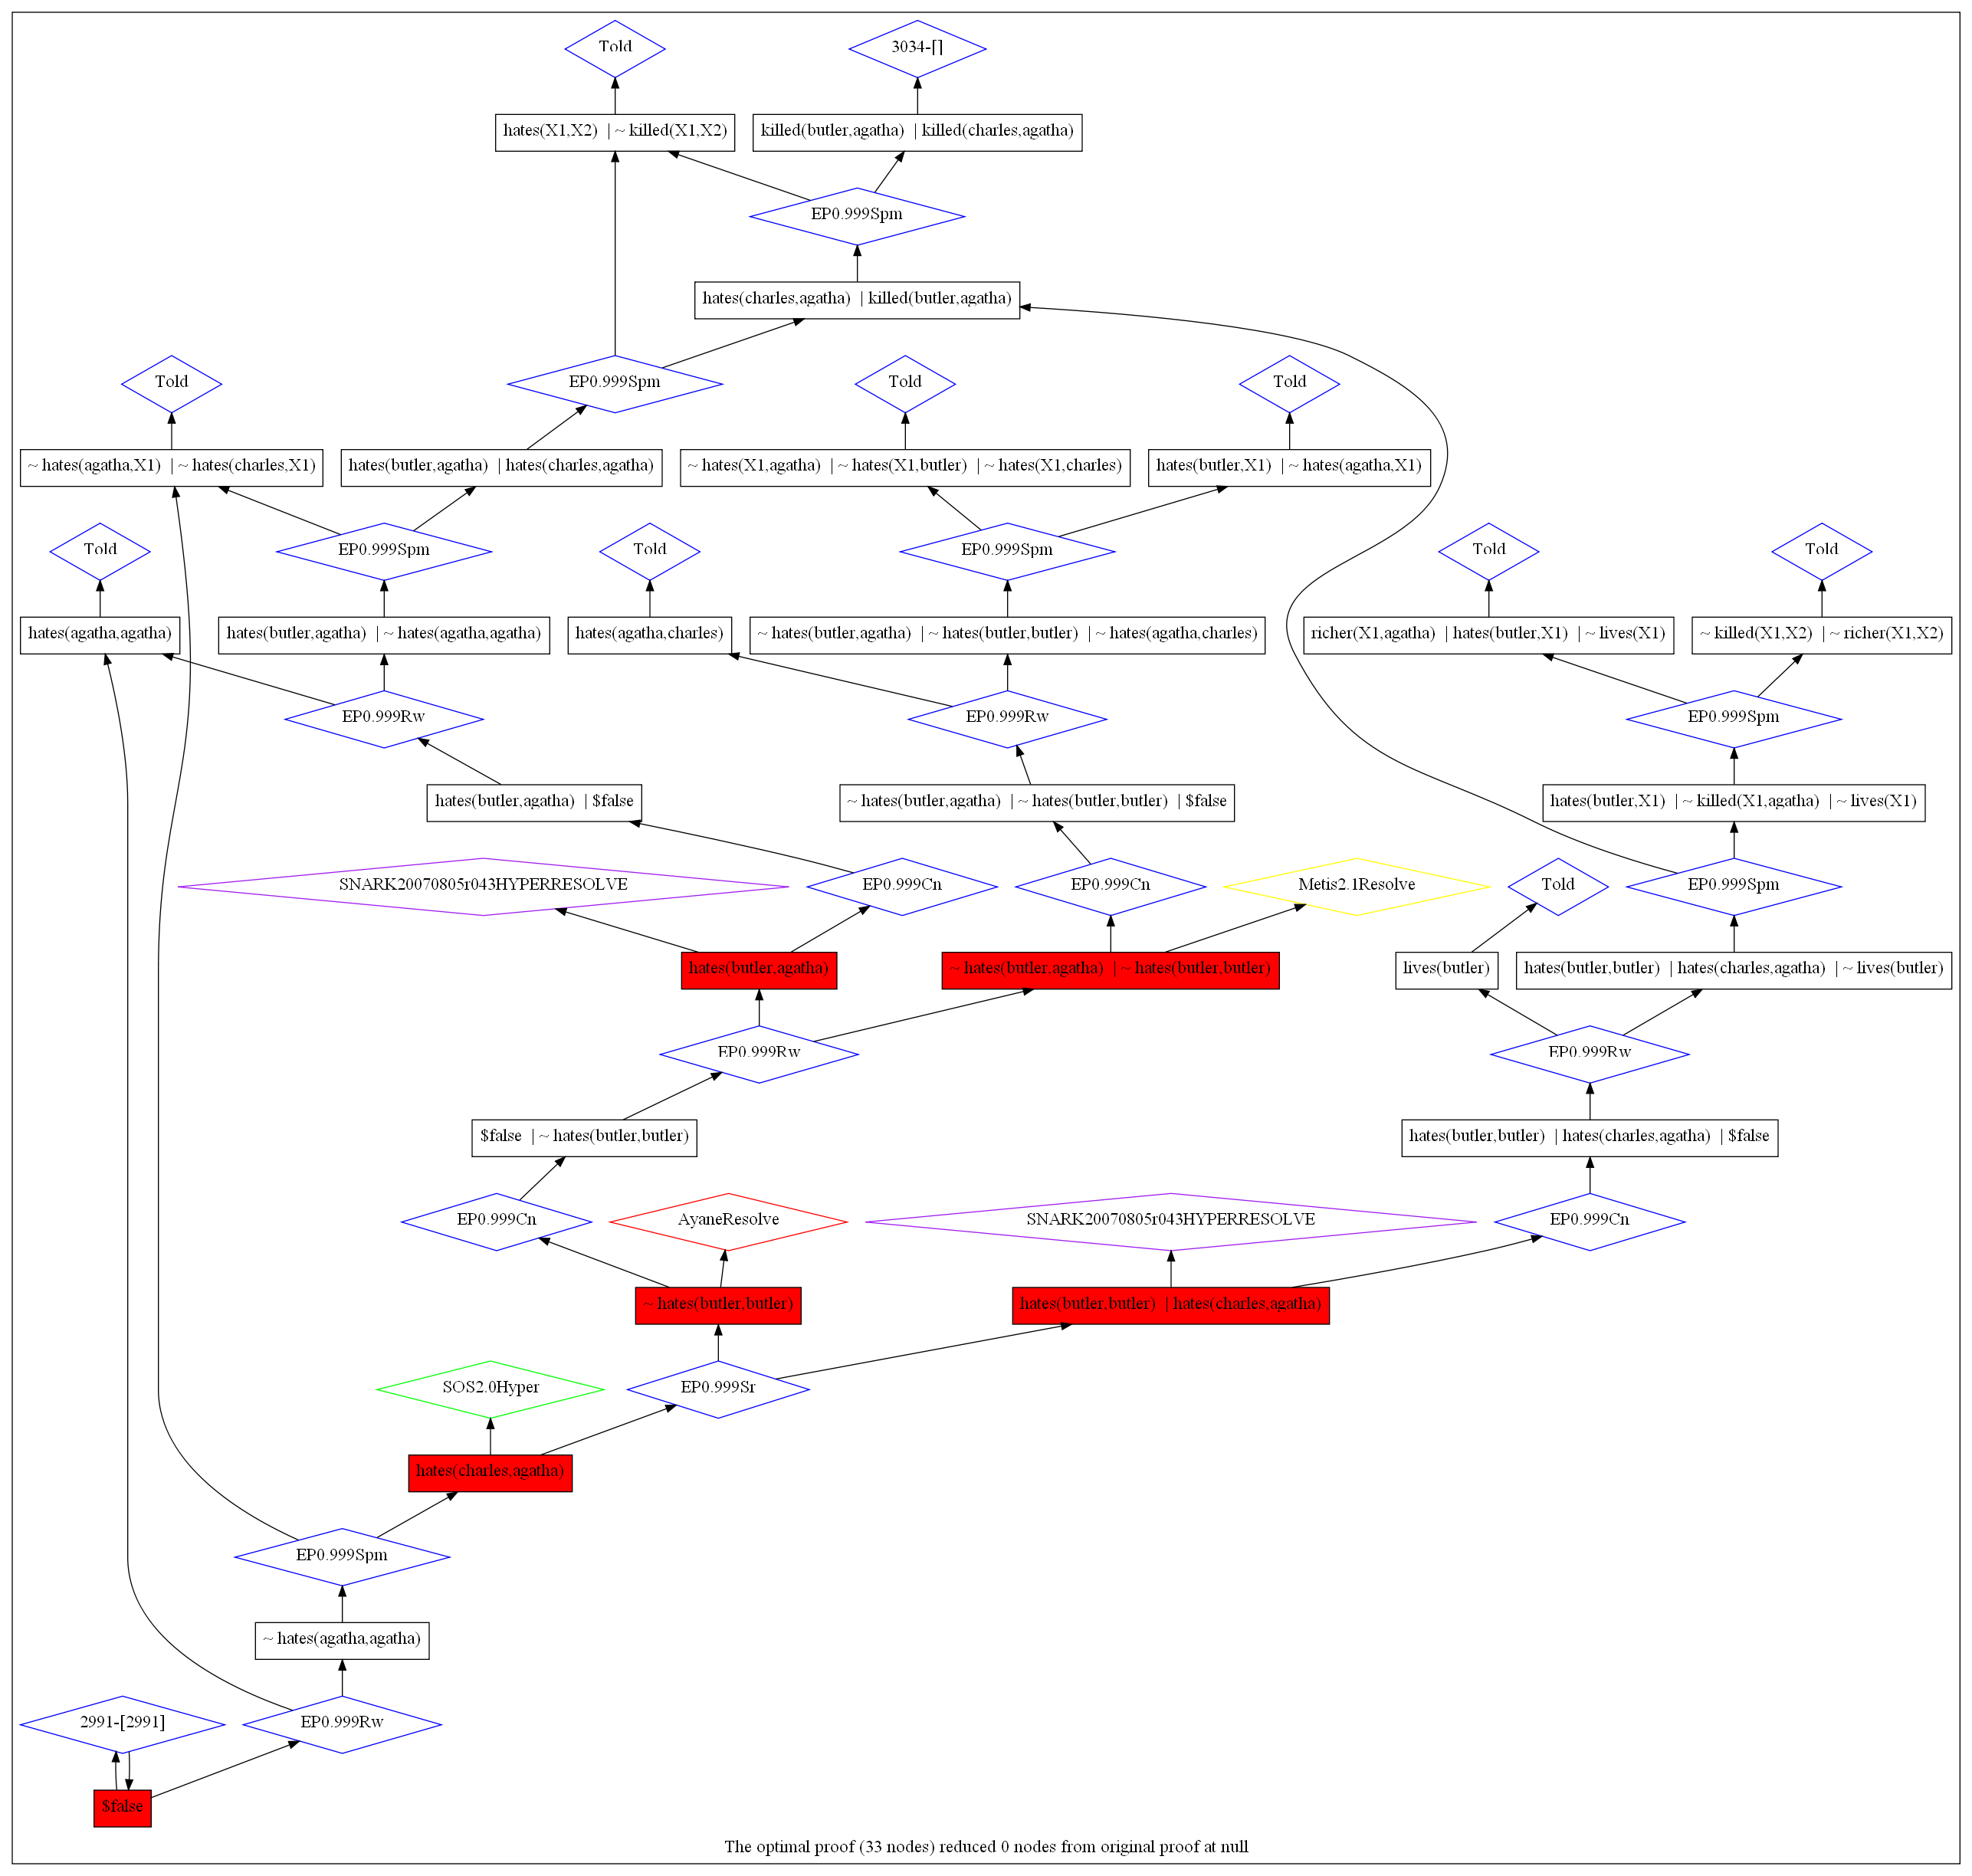 Told
3034-[]
hates(X1,X2) | ~ killed(X1,X2)
killed(butler,agatha) | killed(charles,agatha)
EP0.999Spm
hates(charles,agatha) | killed(butler,agatha)
Told
EP0.999Spm
Told
Told
~ hates(agatha,X1) | ~ hates(charles,X1)
hates(butler,agatha) | hates(charles,agatha)
~ hates(X1,agatha) | ~ hates(X1,butler) | ~ hates(X1,charles)
hates(butler,X1) | ~ hates(agatha,X1)
Told
EP0.999Spm
Told
EP0.999Spm
Told
Told
hates(agatha,agatha)
hates(butler,agatha) | ~ hates(agatha,agatha)
hates(agatha,charles)
~ hates(butler,agatha) | ~ hates(butler,butler) | ~ hates(agatha,charles)
richer(X1,agatha) | hates(butler,X1) | ~ lives(X1)
~ killed(X1,X2) | ~ richer(X1,X2)
EP0.999Rw
EP0.999Rw
EP0.999Spm
hates(butler,agatha) | $false
~ hates(butler,agatha) | ~ hates(butler,butler) | $false
hates(butler,X1) | ~ killed(X1,agatha) | ~ lives(X1)
SNARK20070805r043HYPERRESOLVE
EP0.999Cn
EP0.999Cn
Metis2.1Resolve
Told
EP0.999Spm
hates(butler,agatha)
~ hates(butler,agatha) | ~ hates(butler,butler)
lives(butler)
hates(butler,butler) | hates(charles,agatha) | ~ lives(butler)
EP0.999Rw
EP0.999Rw
$false | ~ hates(butler,butler)
hates(butler,butler) | hates(charles,agatha) | $false
EP0.999Cn
AyaneResolve
SNARK20070805r043HYPERRESOLVE
EP0.999Cn
~ hates(butler,butler)
hates(butler,butler) | hates(charles,agatha)
SOS2.0Hyper
EP0.999Sr
hates(charles,agatha)
EP0.999Spm
~ hates(agatha,agatha)
2991-[2991]
EP0.999Rw
$false
The optimal proof (33 nodes) reduced 0 nodes from original proof at null